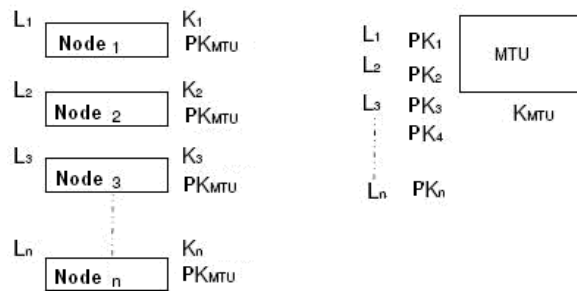 L1 Node 1 K1
PKMTU
L2 Node 2 K2
PKMTU
L3 Node 3 K3
PKMTU
Ln Node n Kn
PKMTU
L1 PK1
L2 PK2
L3 PK3
PK4
Ln PKn
MTU
KMTU